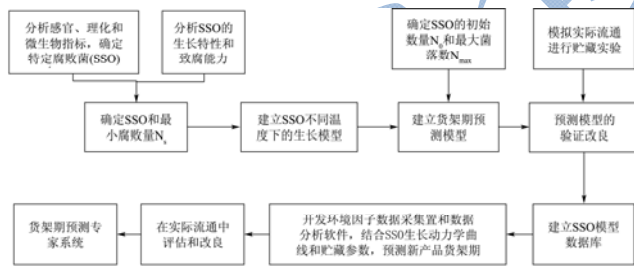 分析感官、理化和
微生物指标，确定
特定腐败菌(SSO)
分析SSO的
生长特性和
致腐能力
确定SSO的初始
数量N0和最大菌
落数Nmax
模拟实际流通
进行贮藏实验
确定SSO和最
小腐败量Ns
建立SSO不同温
度下的生长模型
建立货架期预
测模型
预测模型的
验证改良
货架期预测专
家系统
在实际流通中
评估和改良
开发环境因子数据采集置和数据
分析软件，结合SSO生长动力学曲
线和贮藏参数，预测新产品货架期
建立SSO模型
数据库